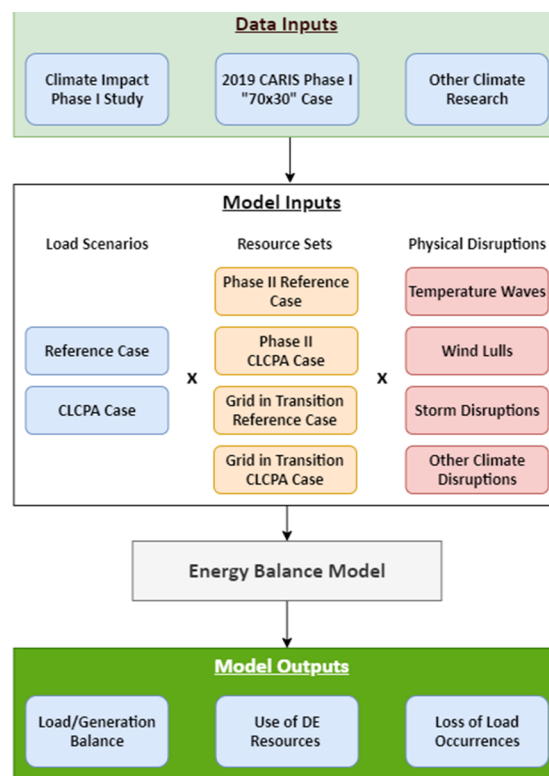 Data Inputs
Climate Impact
Phase I Study
2019 CARIS Phase I
"70x30" Case
Other Climate
Research
Model Inputs
Load Scenarios
Resource Sets
Physical Disruptions
Reference Case
CLCPA Case
x
Phase II Reference
Case
Phase II
CLCPA Case
Grid in Transition
Reference Case
Grid in Transition
CLCPA Case
x
Temperature Waves
Wind Lulls
Storm Disruptions
Other Climate
Disruptions
Energy Balance Model
Model Outputs
Load/Generation
Balance
Use of DE
Resources
Loss of Load
Occurrences